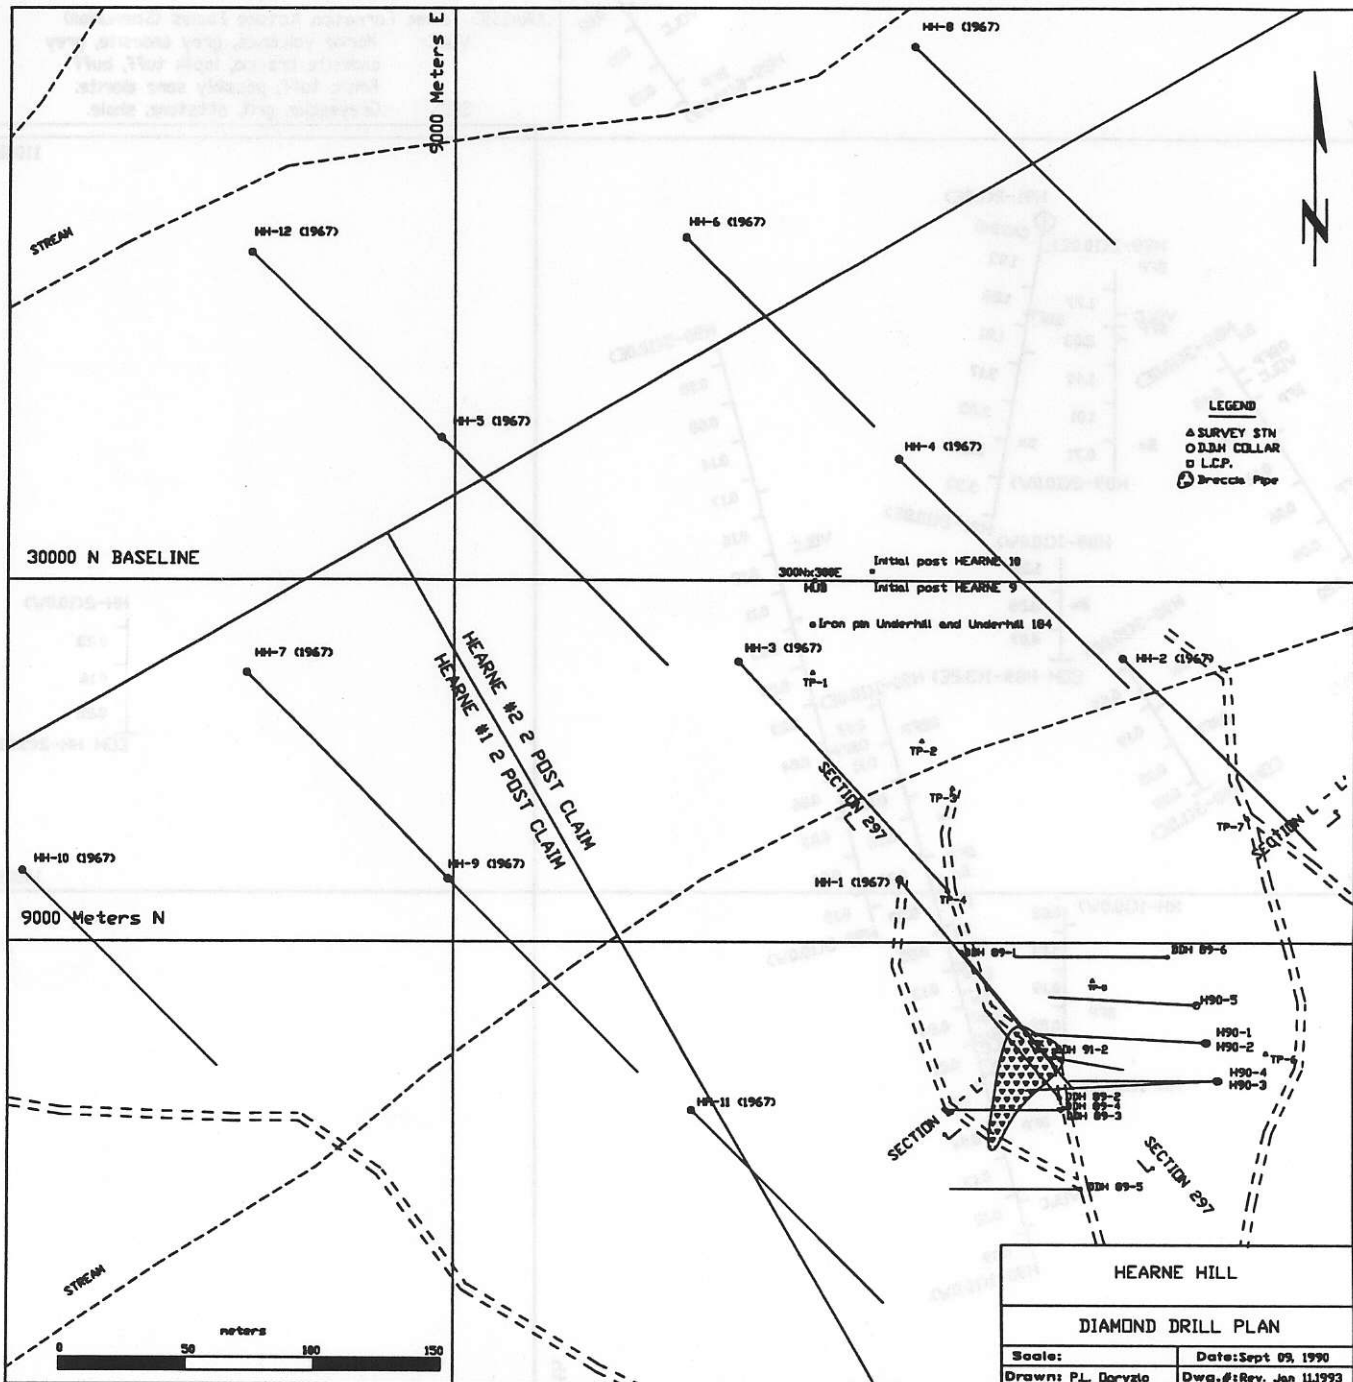 9000 Meters E
HH-8 (1967)
STREAM
HH-12 (1967)
HH-6 (1967)
HH-5 (1967)
HH-4 (1967)
LEGEND
SURVEY STN
D.D.H COLLAR
L.C.P.
Breccia Pipe
30000 N BASELINE
300Nx300E
HUB
Initial post HEARNE 10
Initial post HEARNE 9
Iron pin Underhill and Underhill 184
HH-7 (1967)
HEARNE #2 2 POST CLAIM
HEARNE #1 2 POST CLAIM
HH-3 (1967)
HH-2 (1967)
TP-1
TP-2
TP-3
SECTION 297
TP-7
SECTION
HH-10 (1967)
HH-9 (1967)
HH-1 (1967)
TP-4
9000 Meters N
DDH 89-1
DDH 89-6
H90-5
H90-1
H90-2
DDH 91-2
TP-6
H90-4
H90-3
DDH 89-2
DDH 89-4
DDH 89-3
HH-11 (1967)
SECTION
SECTION 297
DDH 89-5
STREAM
meters
0 50 100 150
N
HEARNE HILL
DIAMOND DRILL PLAN
Scale:
Date:Sept 09, 1990
Drawn: P.L.
Dwg.#:Rev. Jan 11,1993